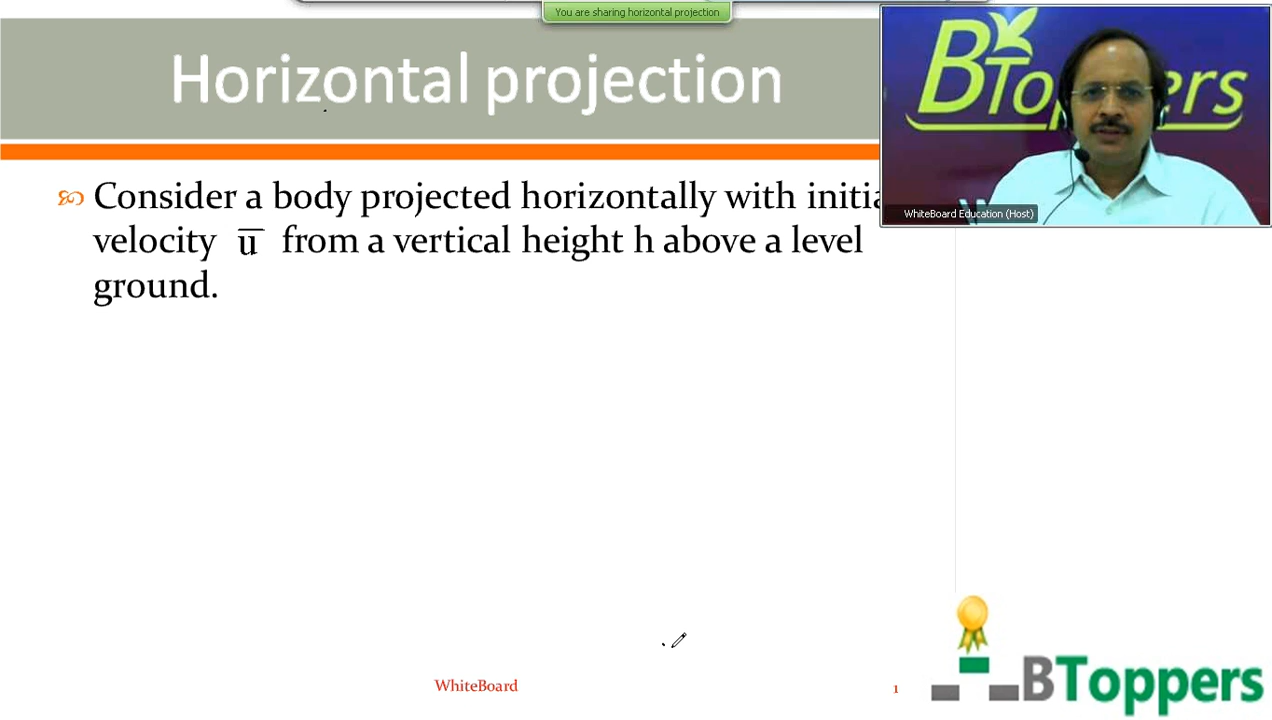 You are sharing horizontal projection
Horizontal projection
BToppers
WhiteBoard Education (Host)
Consider a body projected horizontally with initia
velocity u̅ from a vertical height h above a level
ground.
BToppers
WhiteBoard
1